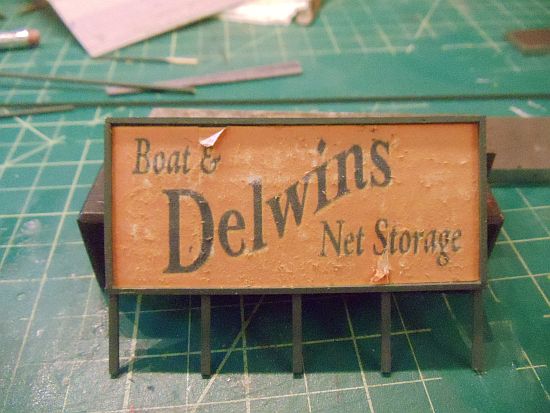 Boat &
Delwins
Net Storage